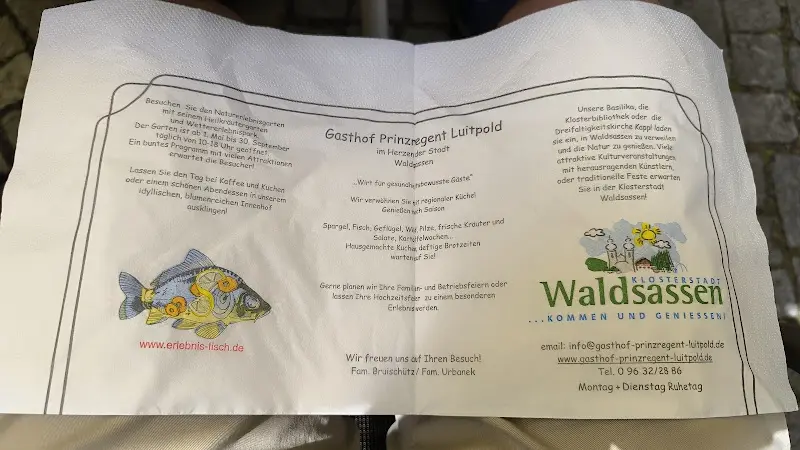 Besuchen Sie den Naturerlebnisgarten
mit seinem Heilkräutergarten
und Wettererlebnispark.
Der Garten ist ab 1. Mai bis 30. September
täglich von 10-18 Uhr geöffnet.
Ein buntes Programm mit vielen Attraktionen
erwartet die Besucher!
Lassen Sie den Tag bei Kaffee und Kuchen
oder einem schönen Abendessen in unserem
idyllischen, blumenreichen Innenhof
ausklingen!
www.erlebnis-fisch.de
Gasthof Prinzregent Luitpold
im Herzen der Stadt
Waldsassen
„Wirt für gesundheitsbewusste Gäste"
Wir verwöhnen Sie mit regionaler Küche!
Genießen nach Saison
Spargel, Fisch, Geflügel, Wild, Pilze, frische Kräuter und
Salate, Kartoffelwochen...
Hausgemachte Kuchen, deftige Brotzeiten
warten auf Sie!
Gerne planen wir Ihre Familien- und Betriebsfeiern oder
lassen Ihre Hochzeitsfeier zu einem besonderen
Erlebnis werden.
Wir freuen uns auf Ihren Besuch!
Fam. Bruischütz/ Fam. Urbanek
Unsere Basilika, die
Klosterbibliothek oder die
Dreifaltigkeitskirche Kappl laden
sie ein, in Waldsassen zu verweilen
und die Natur zu genießen. Viele
attraktive Kulturveranstaltungen
mit herausragenden Künstlern
oder traditionelle Feste erwarten
Sie in der Klosterstadt
Waldsassen!
KLOSTERSTADT
Waldsassen
...KOMMEN UND GENIESSEN!
email: info@gasthof-prinzregent-luitpold.de
www.gasthof-prinzregent-luitpold.de
Tel. 0 96 32/28 86
Montag + Dienstag Ruhetag